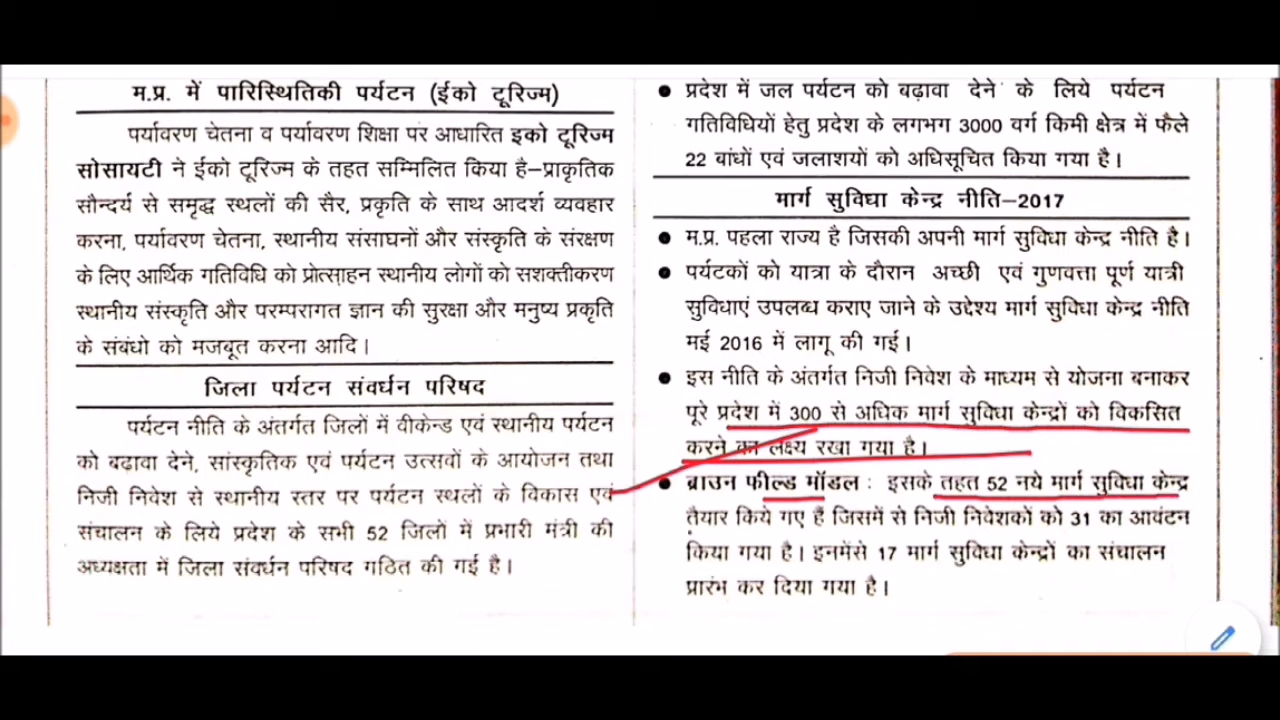 म.प्र. में पारिस्थितिकी पर्यटन (ईको टूरिज्म)
पर्यावरण चेतना व पर्यावरण शिक्षा पर आधारित इको टूरिज्म
सोसायटी ने ईको टूरिज्म के तहत सम्मिलित किया है–प्राकृतिक
सौन्दर्य से समृद्ध स्थलों की सैर, प्रकृति के साथ आदर्श व्यवहार
करना, पर्यावरण चेतना, स्थानीय संसाघनों और संस्कृति के संरक्षण
के लिए आर्थिक गतिविधि को प्रोत्साहन स्थानीय लोगों को सशक्तीकरण
स्थानीय संस्कृति और परम्परागत ज्ञान की सुरक्षा और मनुष्य प्रकृति
के संबंधो को मजबूत करना आदि।
जिला पर्यटन संवर्धन परिषद
पर्यटन नीति के अंतर्गत जिलों में वीकेन्ड एवं स्थानीय पर्यटन
को बढावा देने, सांस्कृतिक एवं पर्यटन उत्सवों के आयोजन तथा
निजी निवेश से स्थानीय स्तर पर पर्यटन स्थलों के विकास एवं
संचालन के लिये प्रदेश के सभी 52 जिलों में प्रभारी मंत्री की
अध्यक्षता में जिला संवर्धन परिषद गठित की गई है।
● प्रदेश में जल पर्यटन को बढ़ावा देने के लिये पर्यटन
गतिविधियों हेतु प्रदेश के लगभग 3000 वर्ग किमी क्षेत्र में फैले
22 बांधों एवं जलाशयों को अधिसूचित किया गया है।
मार्ग सुविधा केन्द्र नीति–2017
● म.प्र. पहला राज्य है जिसकी अपनी मार्ग सुविधा केन्द्र नीति है।
● पर्यटकों को यात्रा के दौरान अच्छी एवं गुणवत्ता पूर्ण यात्री
सुविधाएं उपलब्ध कराए जाने के उद्देश्य मार्ग सुविधा केन्द्र नीति
मई 2016 में लागू की गई।
● इस नीति के अंतर्गत निजी निवेश के माध्यम से योजना बनाकर
पूरे प्रदेश में 300 से अधिक मार्ग सुविधा केन्द्रों को विकसित
करने का लक्ष्य रखा गया है।
● ब्राउन फील्ड मॉडल : इसके तहत 52 नये मार्ग सुविधा केन्द्र
तैयार किये गए हैं जिसमें से निजी निवेशकों को 31 का आवंटन
किया गया है। इनमेंसे 17 मार्ग सुविधा केन्द्रों का संचालन
प्रारंभ कर दिया गया है।